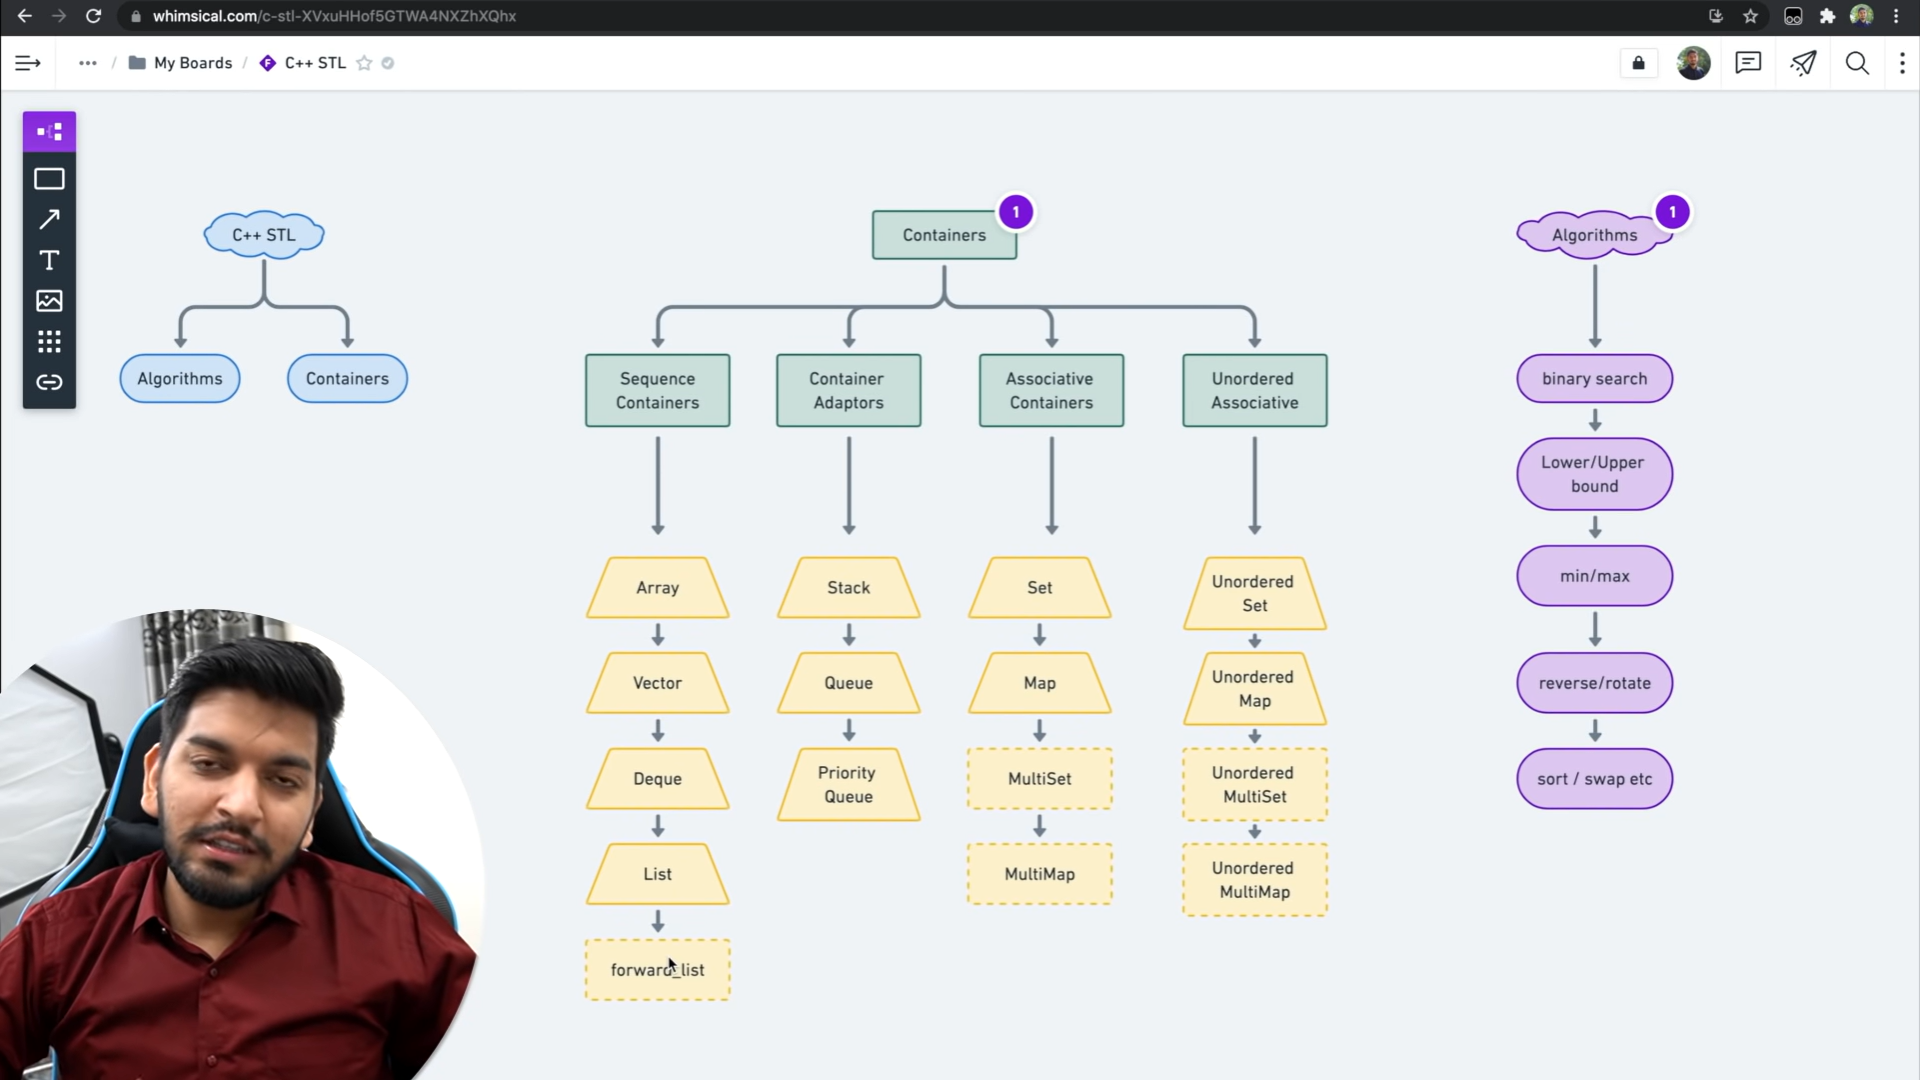 whimsical.com/c-stl-XVxuHHof5GTWA4NXZhXQhx
... / My Boards / C++ STL
C++ STL
Algorithms
Containers
Containers
1
Sequence
Containers
Container
Adaptors
Associative
Containers
Unordered
Associative
Array
Vector
Deque
List
forward_list
Stack
Queue
Priority
Queue
Set
Map
MultiSet
MultiMap
Unordered
Set
Unordered
Map
Unordered
MultiSet
Unordered
MultiMap
Algorithms
1
binary search
Lower/Upper
bound
min/max
reverse/rotate
sort / swap etc